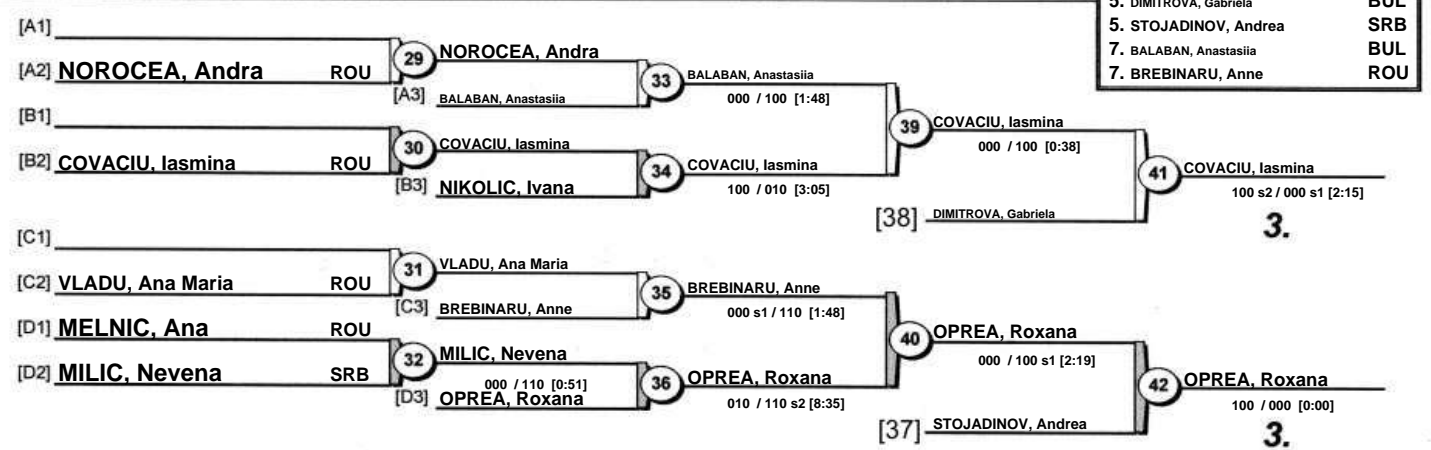 5. DIMITROVA, Gabriela BUL
5. STOJADINOV, Andrea SRB
7. BALABAN, Anastasiia BUL
7. BREBINARU, Anne ROU
[A1]
[A2] NOROCEA, Andra ROU
29 NOROCEA, Andra
[A3] BALABAN, Anastasiia
33 BALABAN, Anastasiia
000 / 100 [1:48]
[B1]
[B2] COVACIU, Iasmina ROU
30 COVACIU, Iasmina
[B3] NIKOLIC, Ivana
34 COVACIU, Iasmina
100 / 010 [3:05]
39 COVACIU, Iasmina
000 / 100 [0:38]
[38] DIMITROVA, Gabriela
41 COVACIU, Iasmina
100 s2 / 000 s1 [2:15]
3.
[C1]
[C2] VLADU, Ana Maria ROU
31 VLADU, Ana Maria
[C3] BREBINARU, Anne
35 BREBINARU, Anne
000 s1 / 110 [1:48]
[D1] MELNIC, Ana ROU
[D2] MILIC, Nevena SRB
32 MILIC, Nevena
000 / 110 [0:51]
[D3] OPREA, Roxana
36 OPREA, Roxana
010 / 110 s2 [8:35]
40 OPREA, Roxana
000 / 100 s1 [2:19]
[37] STOJADINOV, Andrea
42 OPREA, Roxana
100 / 000 [0:00]
3.